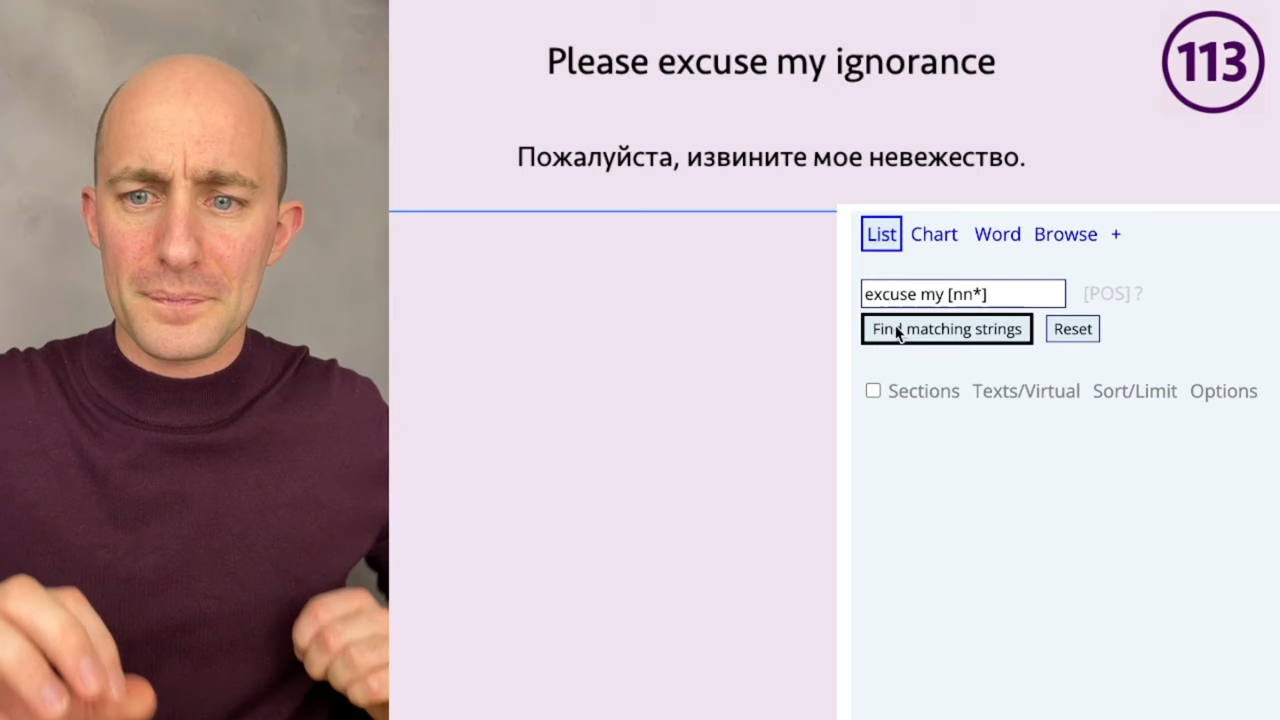 Please excuse my ignorance
113
Пожалуйста, извините мое невежество.
List Chart Word Browse +
excuse my [nn*] [POS] ?
Find matching strings Reset
Sections Texts/Virtual Sort/Limit Options